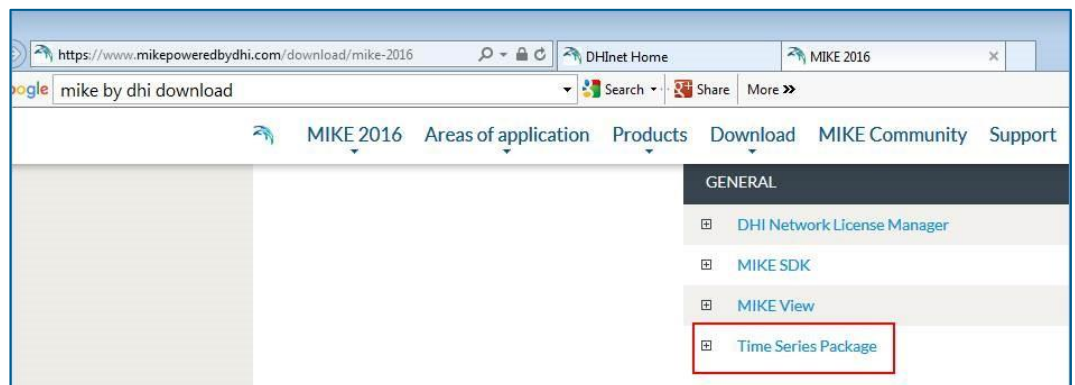 https://www.mikepoweredbydhi.com/download/mike-2016 DHInet Home MIKE 2016
oogle mike by dhi download Search Share More »
MIKE 2016 Areas of application Products Download MIKE Community Support
GENERAL
DHI Network License Manager
MIKE SDK
MIKE View
Time Series Package